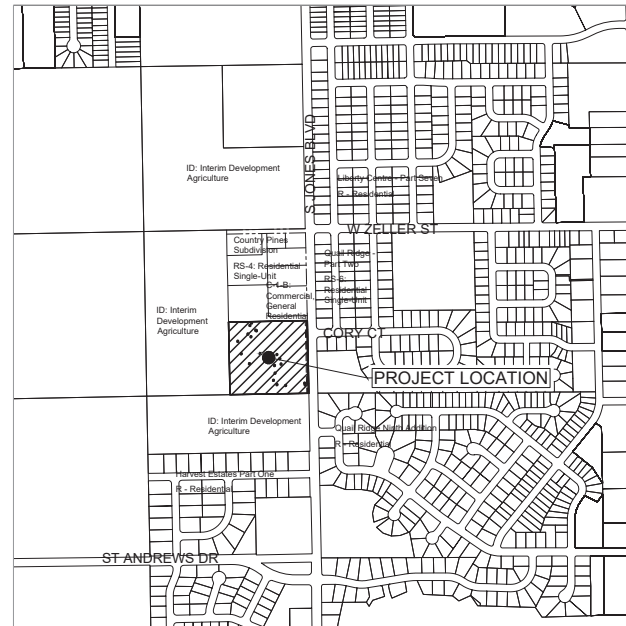 S JONES BLVD
ID: Interim Development
Agriculture
Liberty Centre - Part Seven
R - Residential
W ZELLER ST
Country Pines
Subdivision
RS-4: Residential
Single-Unit
C-1-B:
Commercial,
General
Residential
Quail Ridge -
Part Two
RS-6:
Residential
Single-Unit
ID: Interim
Development
Agriculture
CORY CT
PROJECT LOCATION
ID: Interim Development
Agriculture
Quail Ridge Ninth Addition
R - Residential
Harvest Estates Part One
R - Residential
ST ANDREWS DR